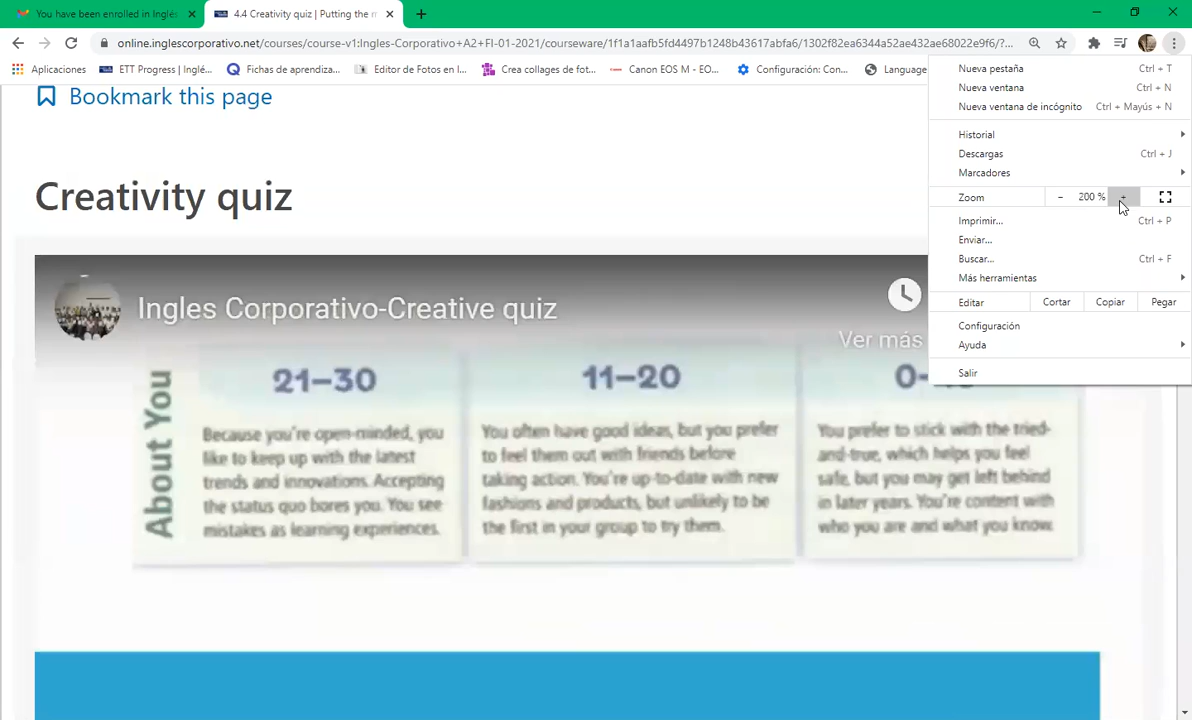 You have been enrolled in Inglés
4.4 Creativity quiz | Putting the m
online.inglescorporativo.net/courses/course-v1:Ingles-Corporativo+A2+FI-01-2021/courseware/1f1a1aafb5fd4497b1248b43517abfa6/1302f82ea6344a52ae432ae68022e9f6/?...
Aplicaciones
ETT Progress | Inglé...
Fichas de aprendiza...
Editor de Fotos en l...
Crea collages de fot...
Canon EOS M - EO...
Configuración: Con...
Language
Nueva pestaña Ctrl + T
Nueva ventana Ctrl + N
Nueva ventana de incógnito Ctrl + Mayús + N
Historial
Descargas Ctrl + J
Marcadores
Zoom - 200 % +
Imprimir... Ctrl + P
Enviar...
Buscar... Ctrl + F
Más herramientas
Editar Cortar Copiar Pegar
Configuración
Ayuda
Salir
Bookmark this page
Creativity quiz
Ingles Corporativo-Creative quiz
Ver más
About You
21–30
Because you're open-minded, you
like to keep up with the latest
trends and innovations. Accepting
the status quo bores you. You see
mistakes as learning experiences.
11–20
You often have good ideas, but you prefer
to feel them out with friends before
taking action. You're up-to-date with new
fashions and products, but unlikely to be
the first in your group to try them.
You prefer to stick with the tried-
and-true, which helps you feel
safe, but you may get left behind
in later years. You're content with
who you are and what you know.